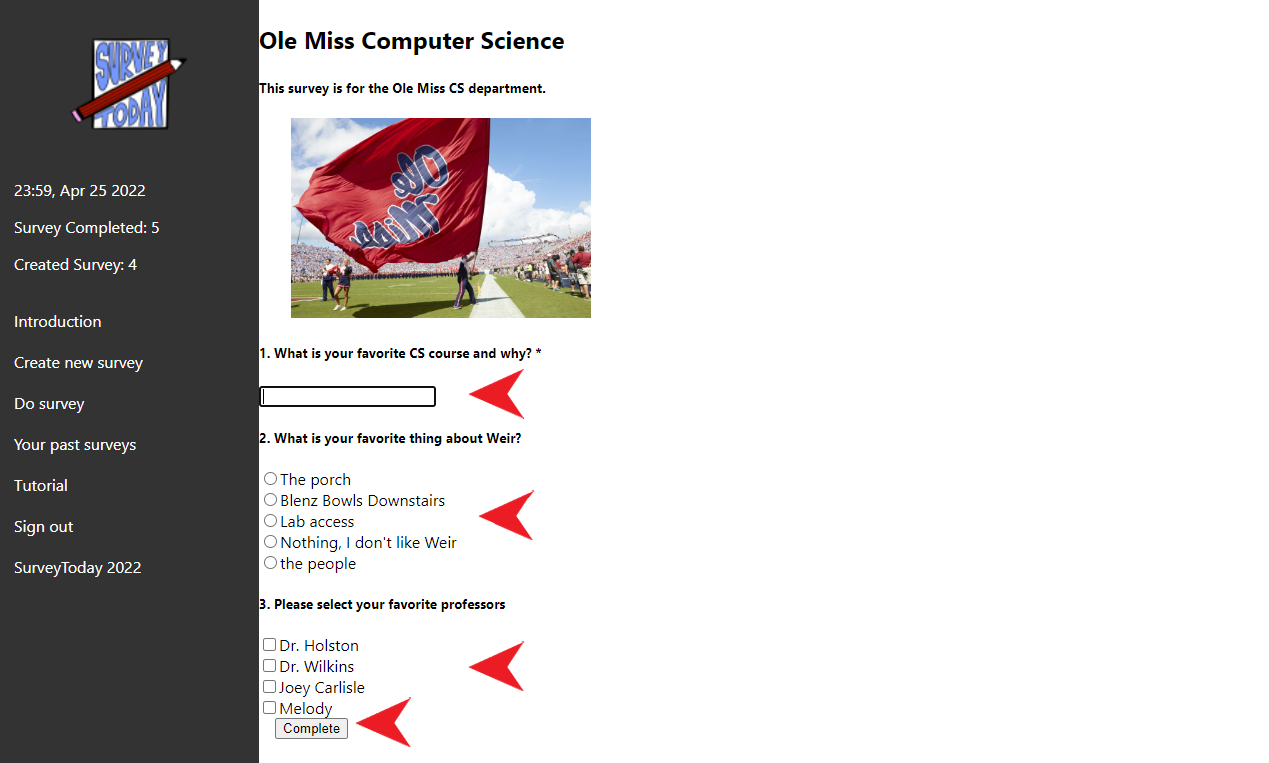 SURVEY
TODAY
23:59, Apr 25 2022
Survey Completed: 5
Created Survey: 4
Introduction
Create new survey
Do survey
Your past surveys
Tutorial
Sign out
SurveyToday 2022
Ole Miss Computer Science
This survey is for the Ole Miss CS department.
Ole
Miss
1. What is your favorite CS course and why? *
2. What is your favorite thing about Weir?
The porch
Blenz Bowls Downstairs
Lab access
Nothing, I don't like Weir
the people
3. Please select your favorite professors
Dr. Holston
Dr. Wilkins
Joey Carlisle
Melody
Complete